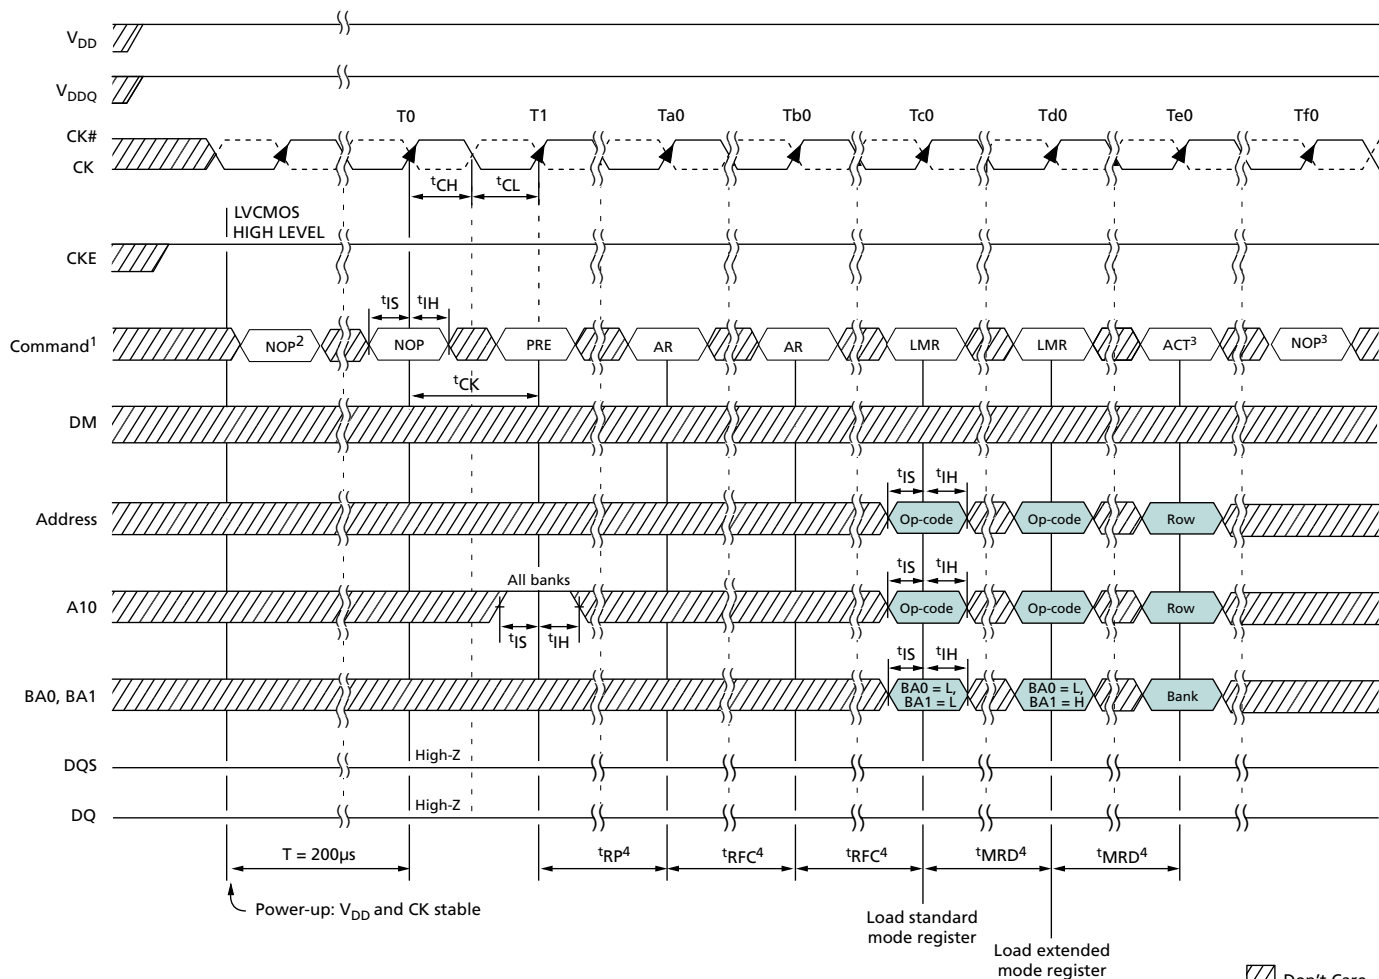 VDD
VDDQ
T0 T1 Ta0 Tb0 Tc0 Td0 Te0 Tf0
CK#
CK
tCH tCL
LVCMOS
HIGH LEVEL
CKE
tIS tIH
Command1 NOP2 NOP PRE AR AR LMR LMR ACT3 NOP3
tCK
DM
tIS tIH
Address Op-code Op-code Row
All banks
tIS tIH
A10 Op-code Op-code Row
tIS tIH
tIS tIH
BA0, BA1 BA0 = L, BA1 = L BA0 = L, BA1 = H Bank
High-Z
DQS
High-Z
DQ
T = 200µs tRP4 tRFC4 tRFC4 tMRD4 tMRD4
Power-up: VDD and CK stable
Load standard
mode register
Load extended
mode register
Don't Care